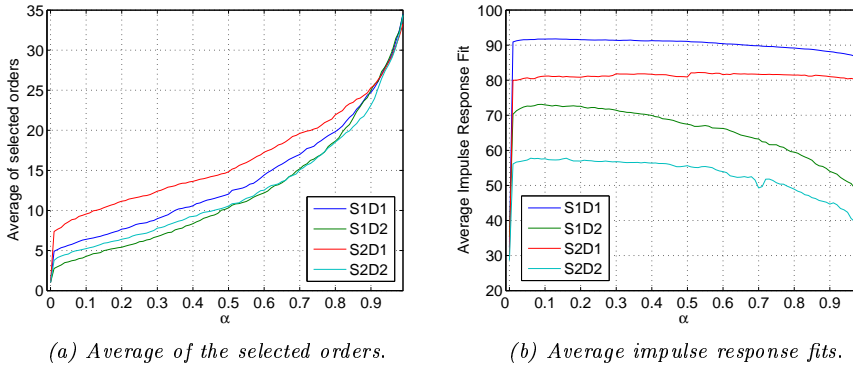 35
30
25
20
15
10
5
0
Average of selected orders
0 0.1 0.2 0.3 0.4 0.5 0.6 0.7 0.8 0.9
α
S1D1
S1D2
S2D1
S2D2
(a) Average of the selected orders.
100
90
80
70
60
50
40
30
20
Average Impulse Response Fit
0 0.1 0.2 0.3 0.4 0.5 0.6 0.7 0.8 0.9
α
S1D1
S1D2
S2D1
S2D2
(b) Average impulse response fits.